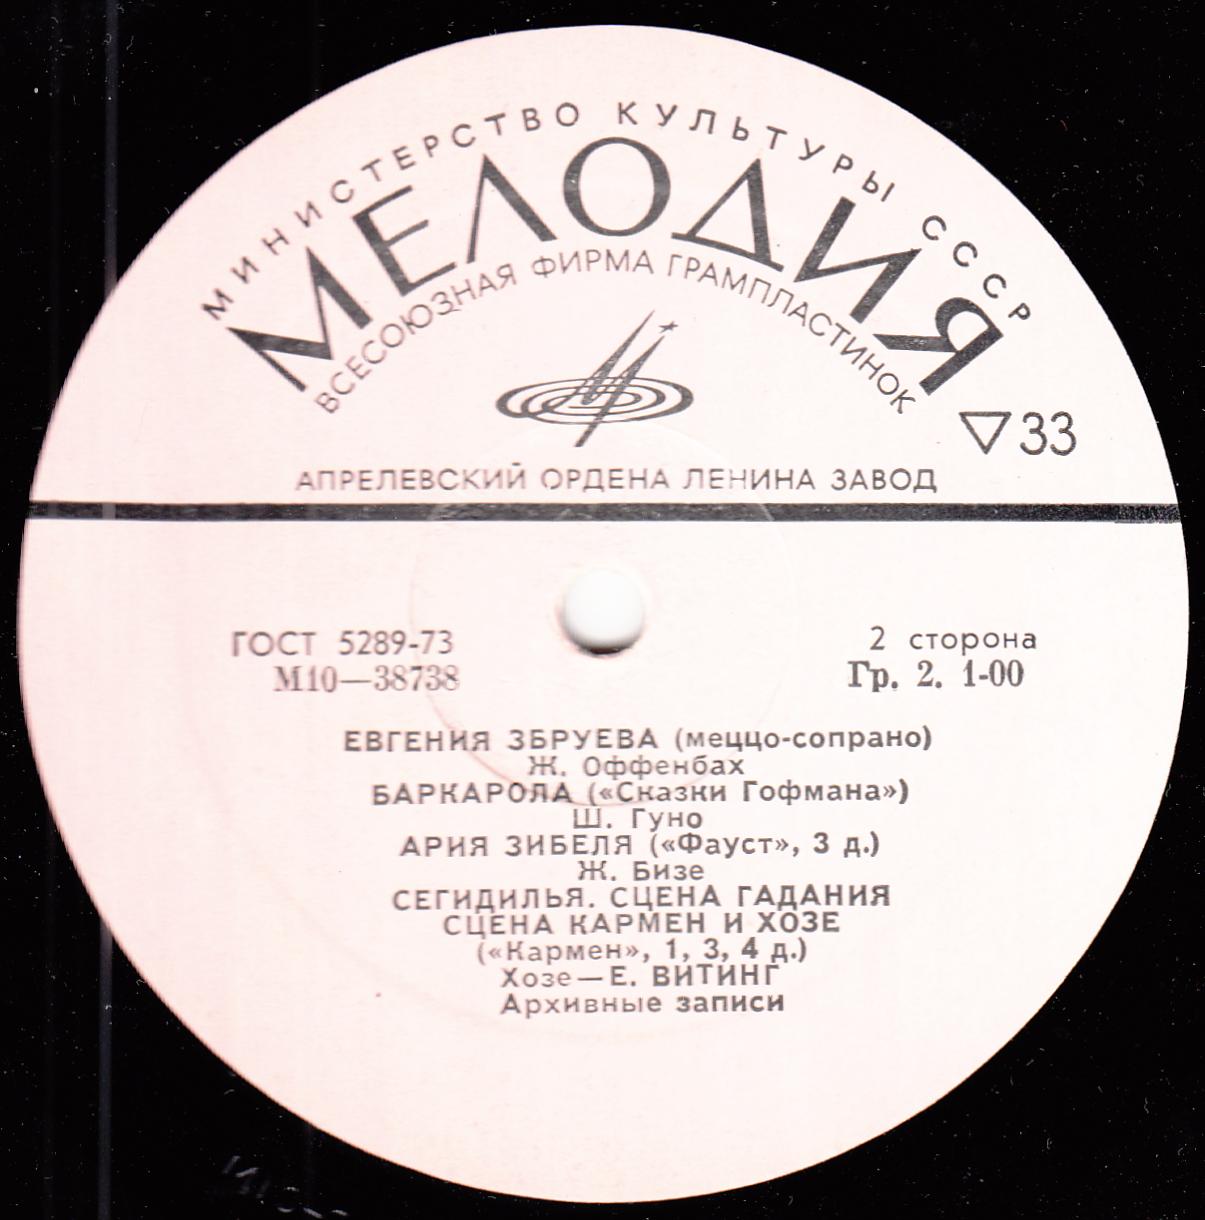 МИНИСТЕРСТВО КУЛЬТУРЫ СССР
МЕЛОДИЯ
ВСЕСОЮЗНАЯ ФИРМА ГРАМПЛАСТИНОК
33
АПРЕЛЕВСКИЙ ОРДЕНА ЛЕНИНА ЗАВОД
ГОСТ 5289-73
М10—38738
2 сторона
Гр. 2. 1-00
ЕВГЕНИЯ ЗБРУЕВА (меццо-сопрано)
Ж. Оффенбах
БАРКАРОЛА («Сказки Гофмана»)
Ш. Гуно
АРИЯ ЗИБЕЛЯ («Фауст», 3 д.)
Ж. Бизе
СЕГИДИЛЬЯ. СЦЕНА ГАДАНИЯ
СЦЕНА КАРМЕН И ХОЗЕ
(«Кармен», 1, 3, 4 д.)
Хозе — Е. ВИТИНГ
Архивные записи